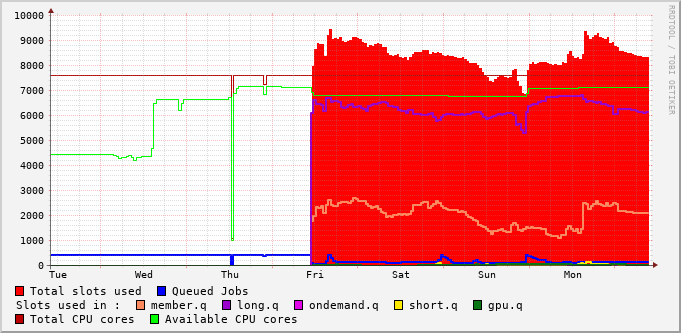 10000
9000
8000
7000
6000
5000
4000
3000
2000
1000
0
Tue Wed Thu Fri Sat Sun Mon
Total slots used Queued Jobs
Slots used in : member.q long.q ondemand.q short.q gpu.q
Total CPU cores Available CPU cores
RRDTOOL / TOBI OETIKER